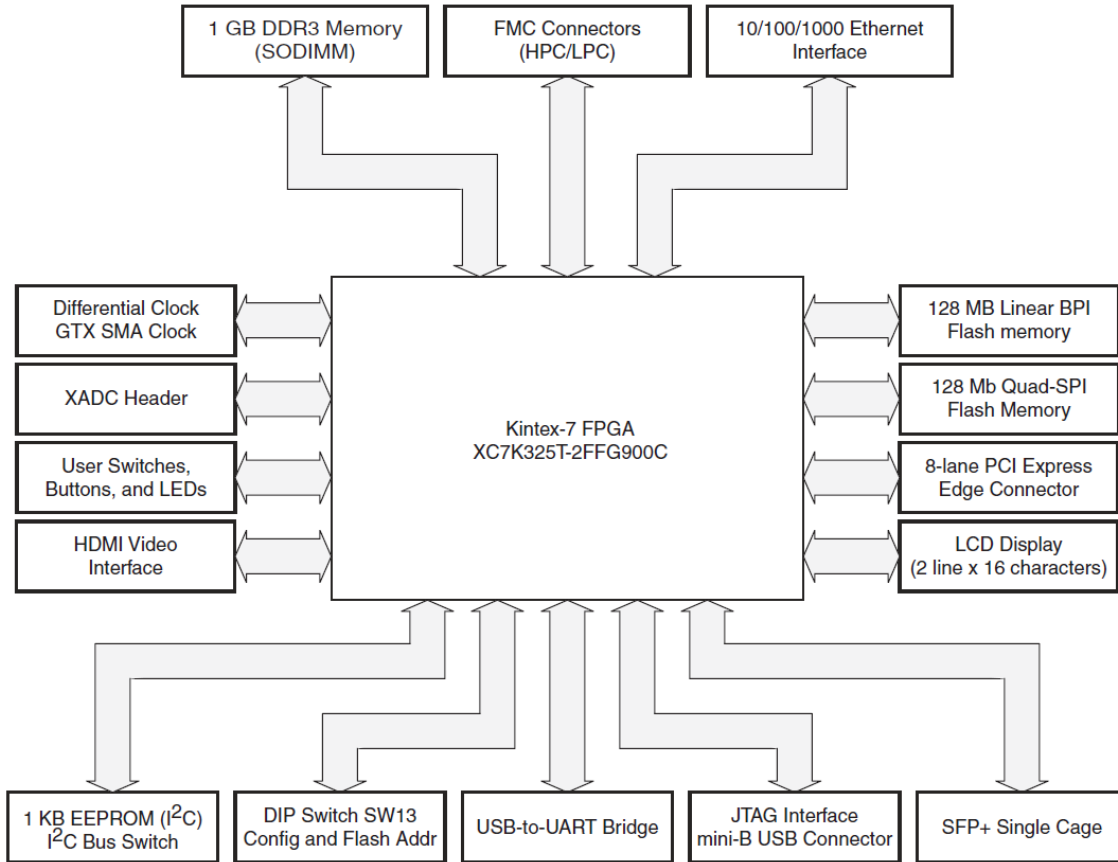 1 GB DDR3 Memory
(SODIMM)
FMC Connectors
(HPC/LPC)
10/100/1000 Ethernet
Interface
Differential Clock
GTX SMA Clock
XADC Header
User Switches,
Buttons, and LEDs
HDMI Video
Interface
Kintex-7 FPGA
XC7K325T-2FFG900C
128 MB Linear BPI
Flash memory
128 Mb Quad-SPI
Flash Memory
8-lane PCI Express
Edge Connector
LCD Display
(2 line x 16 characters)
1 KB EEPROM (I²C)
I²C Bus Switch
DIP Switch SW13
Config and Flash Addr
USB-to-UART Bridge
JTAG Interface
mini-B USB Connector
SFP+ Single Cage